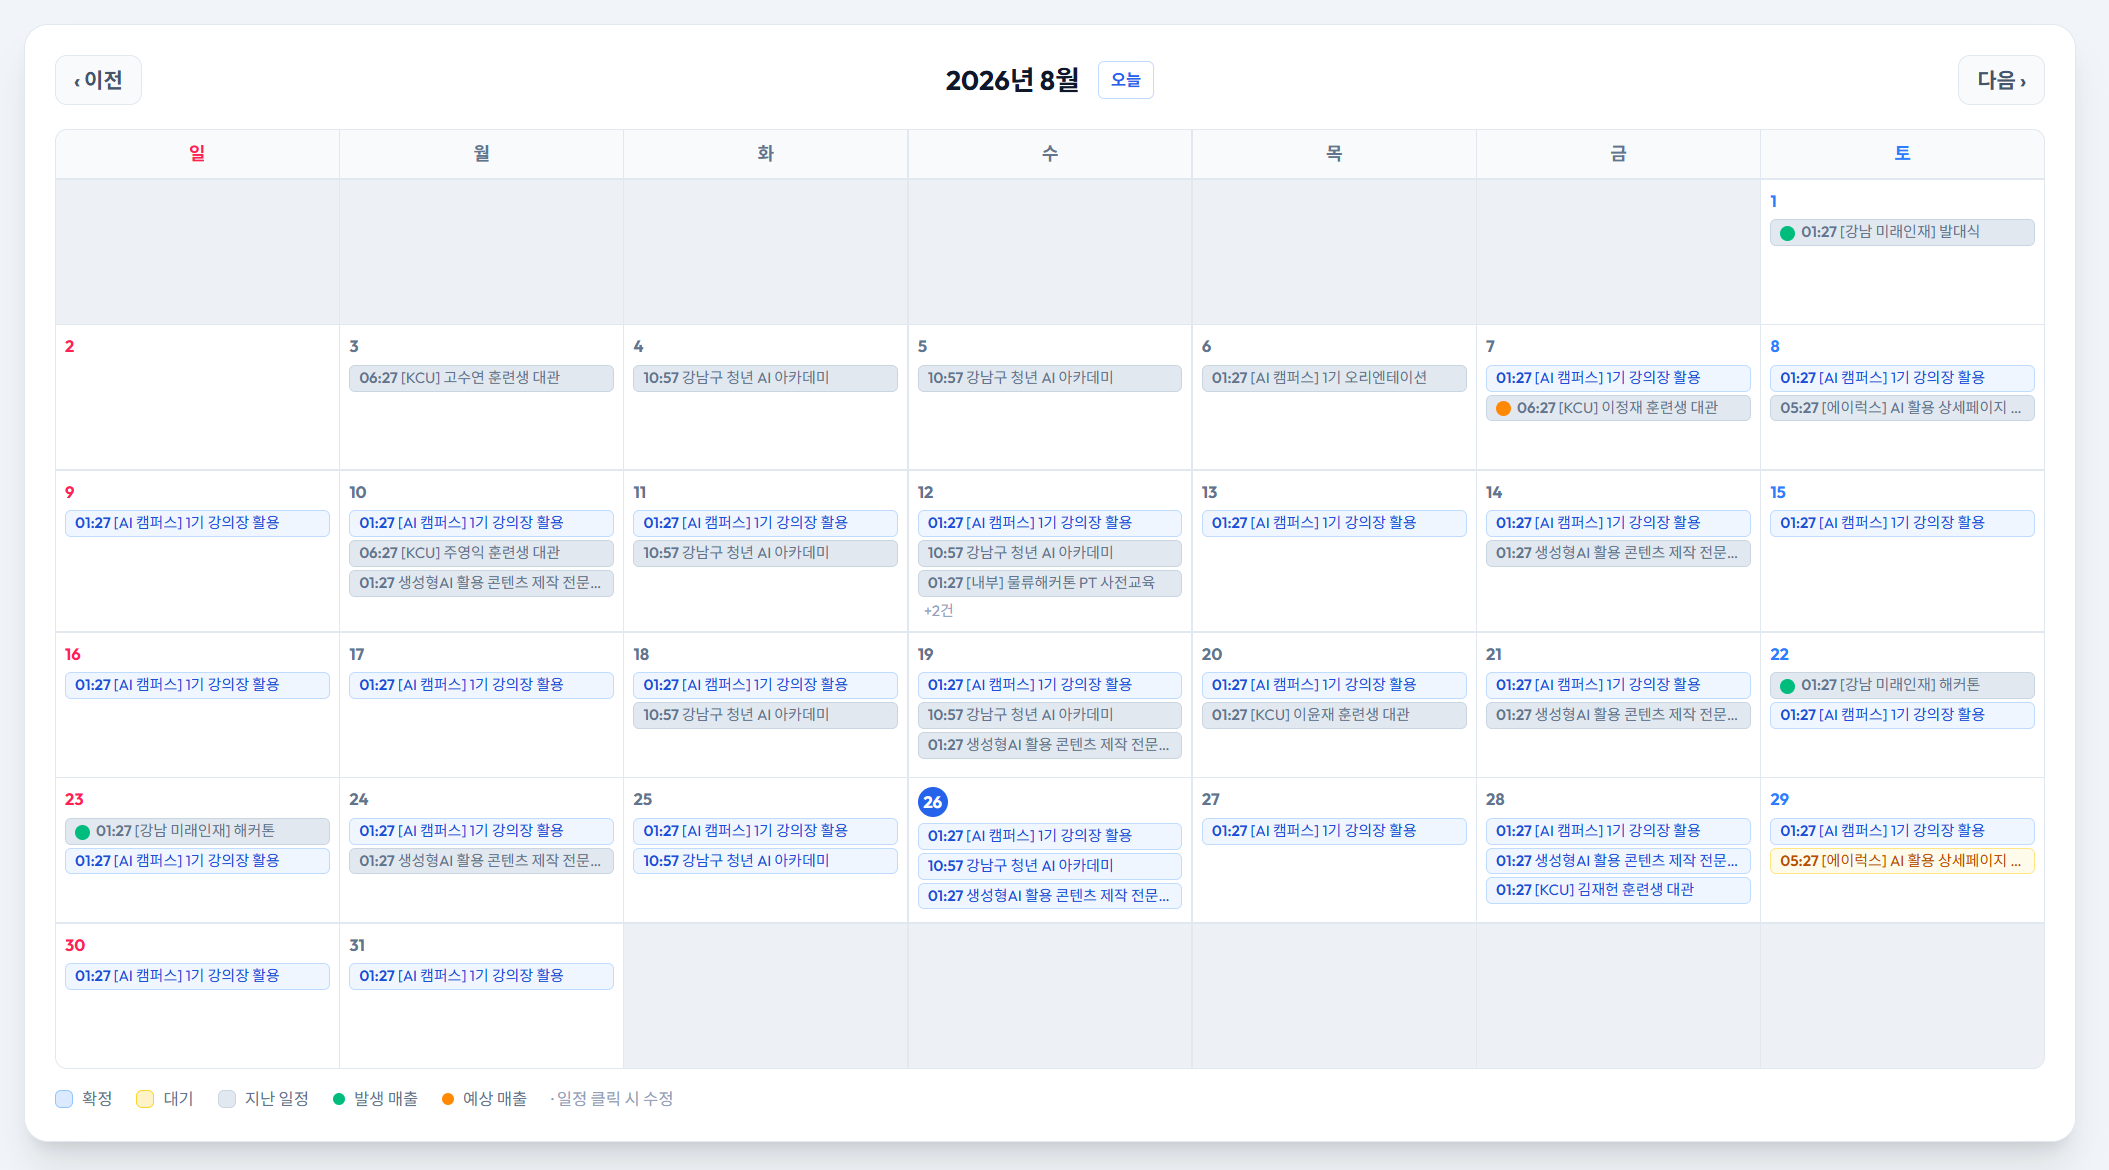 ‹ 이전
2026년 8월 오늘
다음 ›
일 월 화 수 목 금 토
1
01:27 [강남 미래인재] 발대식
2
3
06:27 [KCU] 고수연 훈련생 대관
4
10:57 강남구 청년 AI 아카데미
5
10:57 강남구 청년 AI 아카데미
6
01:27 [AI 캠퍼스] 1기 오리엔테이션
7
01:27 [AI 캠퍼스] 1기 강의장 활용
06:27 [KCU] 이정재 훈련생 대관
8
01:27 [AI 캠퍼스] 1기 강의장 활용
05:27 [에이럭스] AI 활용 상세페이지 ...
9
01:27 [AI 캠퍼스] 1기 강의장 활용
10
01:27 [AI 캠퍼스] 1기 강의장 활용
06:27 [KCU] 주영익 훈련생 대관
01:27 생성형AI 활용 콘텐츠 제작 전문...
11
01:27 [AI 캠퍼스] 1기 강의장 활용
10:57 강남구 청년 AI 아카데미
12
01:27 [AI 캠퍼스] 1기 강의장 활용
10:57 강남구 청년 AI 아카데미
01:27 [내부] 물류해커톤 PT 사전교육
+2건
13
01:27 [AI 캠퍼스] 1기 강의장 활용
14
01:27 [AI 캠퍼스] 1기 강의장 활용
01:27 생성형AI 활용 콘텐츠 제작 전문...
15
01:27 [AI 캠퍼스] 1기 강의장 활용
16
01:27 [AI 캠퍼스] 1기 강의장 활용
17
01:27 [AI 캠퍼스] 1기 강의장 활용
18
01:27 [AI 캠퍼스] 1기 강의장 활용
10:57 강남구 청년 AI 아카데미
19
01:27 [AI 캠퍼스] 1기 강의장 활용
10:57 강남구 청년 AI 아카데미
01:27 생성형AI 활용 콘텐츠 제작 전문...
20
01:27 [AI 캠퍼스] 1기 강의장 활용
01:27 [KCU] 이윤재 훈련생 대관
21
01:27 [AI 캠퍼스] 1기 강의장 활용
01:27 생성형AI 활용 콘텐츠 제작 전문...
22
01:27 [강남 미래인재] 해커톤
01:27 [AI 캠퍼스] 1기 강의장 활용
23
01:27 [강남 미래인재] 해커톤
01:27 [AI 캠퍼스] 1기 강의장 활용
24
01:27 [AI 캠퍼스] 1기 강의장 활용
01:27 생성형AI 활용 콘텐츠 제작 전문...
25
01:27 [AI 캠퍼스] 1기 강의장 활용
10:57 강남구 청년 AI 아카데미
26
01:27 [AI 캠퍼스] 1기 강의장 활용
10:57 강남구 청년 AI 아카데미
01:27 생성형AI 활용 콘텐츠 제작 전문...
27
01:27 [AI 캠퍼스] 1기 강의장 활용
28
01:27 [AI 캠퍼스] 1기 강의장 활용
01:27 생성형AI 활용 콘텐츠 제작 전문...
01:27 [KCU] 김재헌 훈련생 대관
29
01:27 [AI 캠퍼스] 1기 강의장 활용
05:27 [에이럭스] AI 활용 상세페이지 ...
30
01:27 [AI 캠퍼스] 1기 강의장 활용
31
01:27 [AI 캠퍼스] 1기 강의장 활용
확정 대기 지난 일정 발생 매출 예상 매출 · 일정 클릭 시 수정